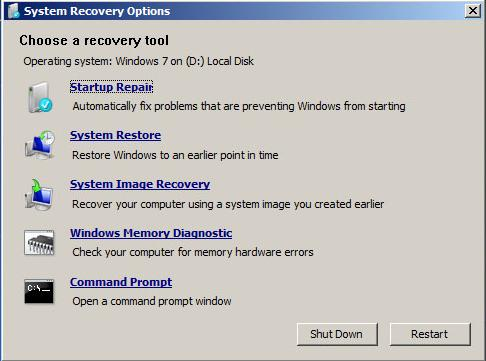 System Recovery Options
Choose a recovery tool
Operating system: Windows 7 on (D:) Local Disk
Startup Repair
Automatically fix problems that are preventing Windows from starting
System Restore
Restore Windows to an earlier point in time
System Image Recovery
Recover your computer using a system image you created earlier
Windows Memory Diagnostic
Check your computer for memory hardware errors
C:\_
Command Prompt
Open a command prompt window
Shut Down
Restart